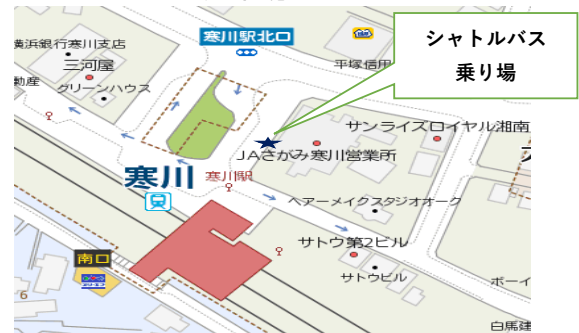 シャトルバス
乗り場
寒川駅北口
横浜銀行寒川支店
三河屋
動産
グリーンハウス
平塚信用
サンライズロイヤル湘南
JAさがみ寒川営業所
寒川
寒川駅
ヘアーメイクスタジオオーク
サトウ第2ビル
サトウビル
南口
ボーイ
6
白馬建